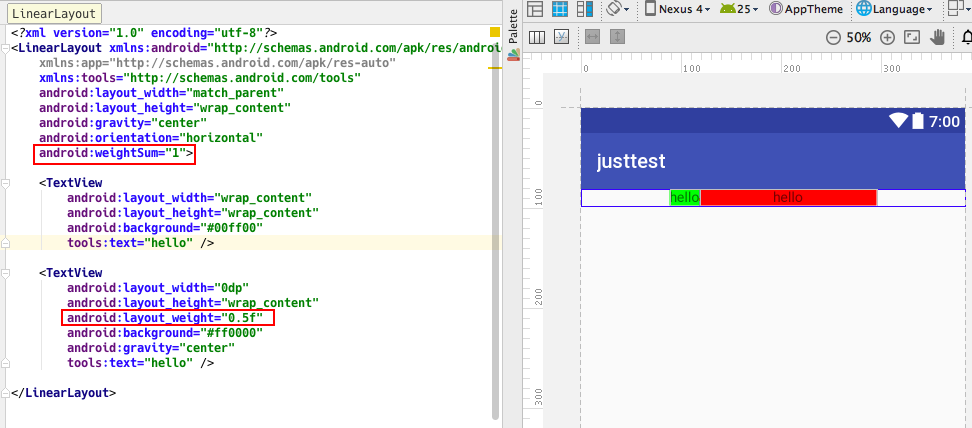 LinearLayout
<?xml version="1.0" encoding="utf-8"?>
<LinearLayout xmlns:android="http://schemas.android.com/apk/res/andro
xmlns:app="http://schemas.android.com/apk/res-auto"
xmlns:tools="http://schemas.android.com/tools"
android:layout_width="match_parent"
android:layout_height="wrap_content"
android:gravity="center"
android:orientation="horizontal"
android:weightSum="1">
<TextView
android:layout_width="wrap_content"
android:layout_height="wrap_content"
android:background="#00ff00"
tools:text="hello" />
<TextView
android:layout_width="0dp"
android:layout_height="wrap_content"
android:layout_weight="0.5f"
android:background="#ff0000"
android:gravity="center"
tools:text="hello" />
</LinearLayout>
Palette
Nexus 4 25 AppTheme Language
50%
0 100 200 300
0
100
200
300
7:00
justtest
hello hello